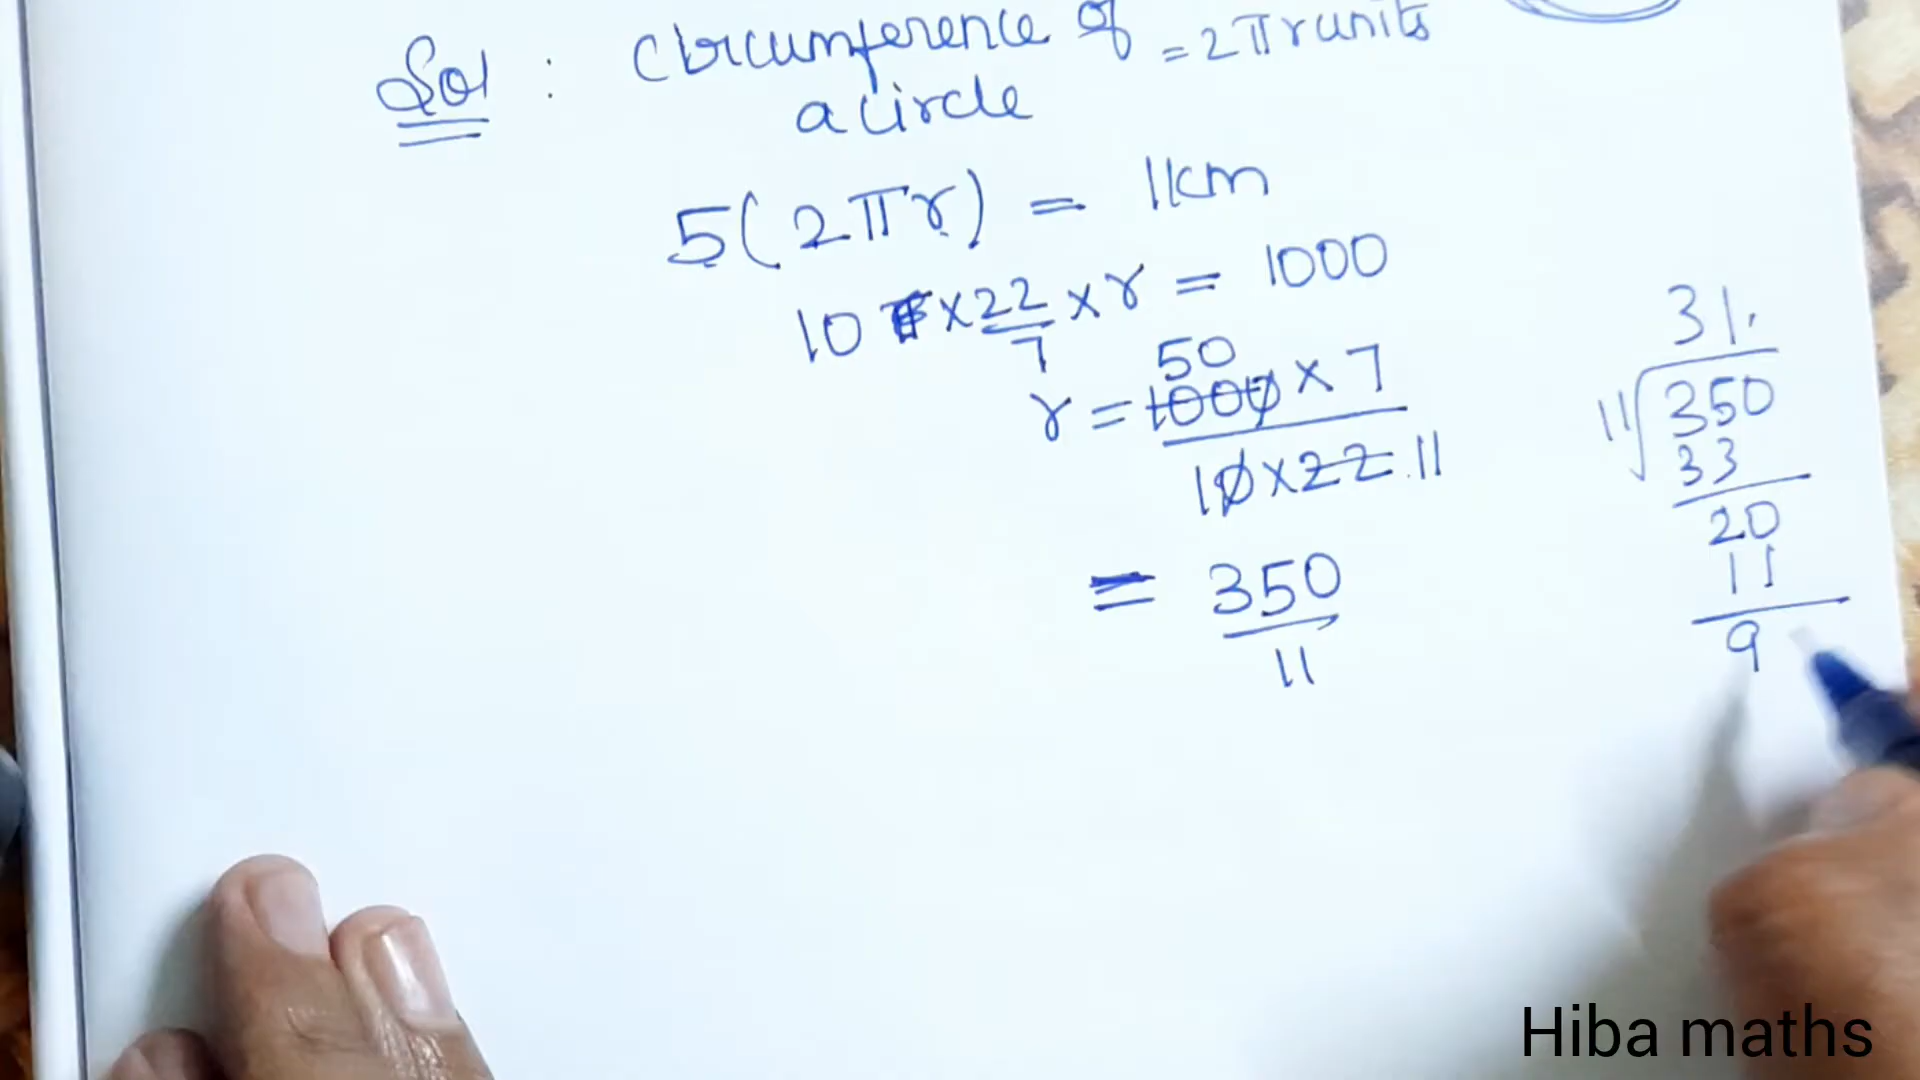 Sol : Circumference of = 2πr units
a circle
5(2πr) = 1km
10 × 22/7 × r = 1000
50
r = 1000 × 7
10 × 22 11
= 350
11
31.
11 350
33
20
11
9
Hiba maths